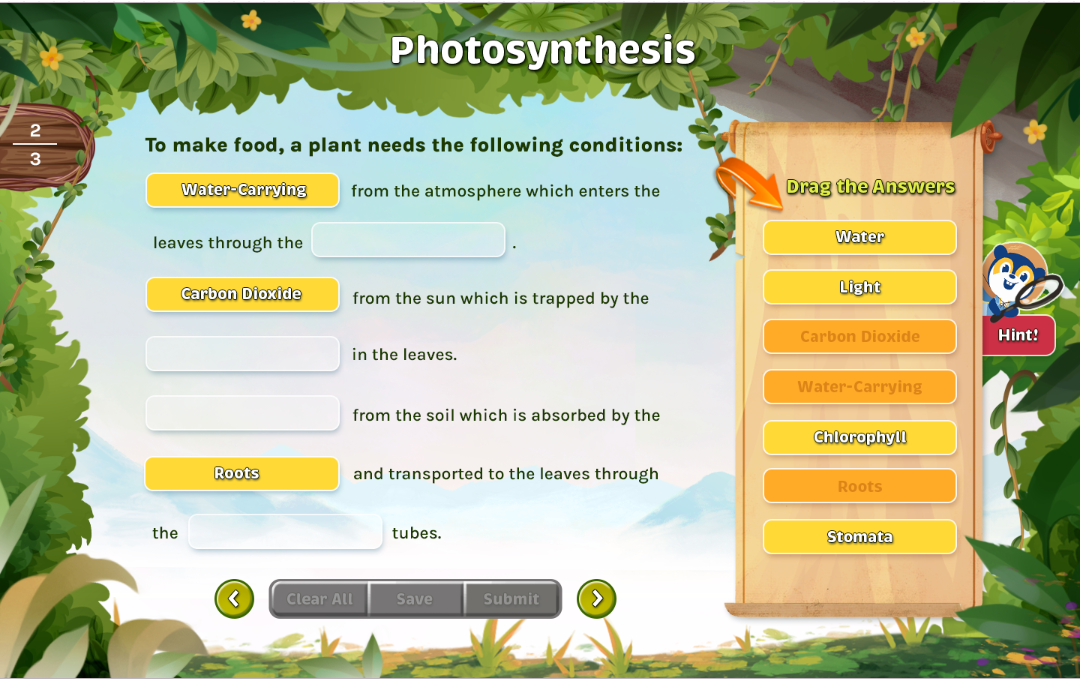 Photosynthesis
2
3
To make food, a plant needs the following conditions:
Water-Carrying from the atmosphere which enters the
leaves through the .
Carbon Dioxide from the sun which is trapped by the
in the leaves.
from the soil which is absorbed by the
Roots and transported to the leaves through
the tubes.
Clear All Save Submit
Drag the Answers
Water
Light
Carbon Dioxide
Water-Carrying
Chlorophyll
Roots
Stomata
Hint!